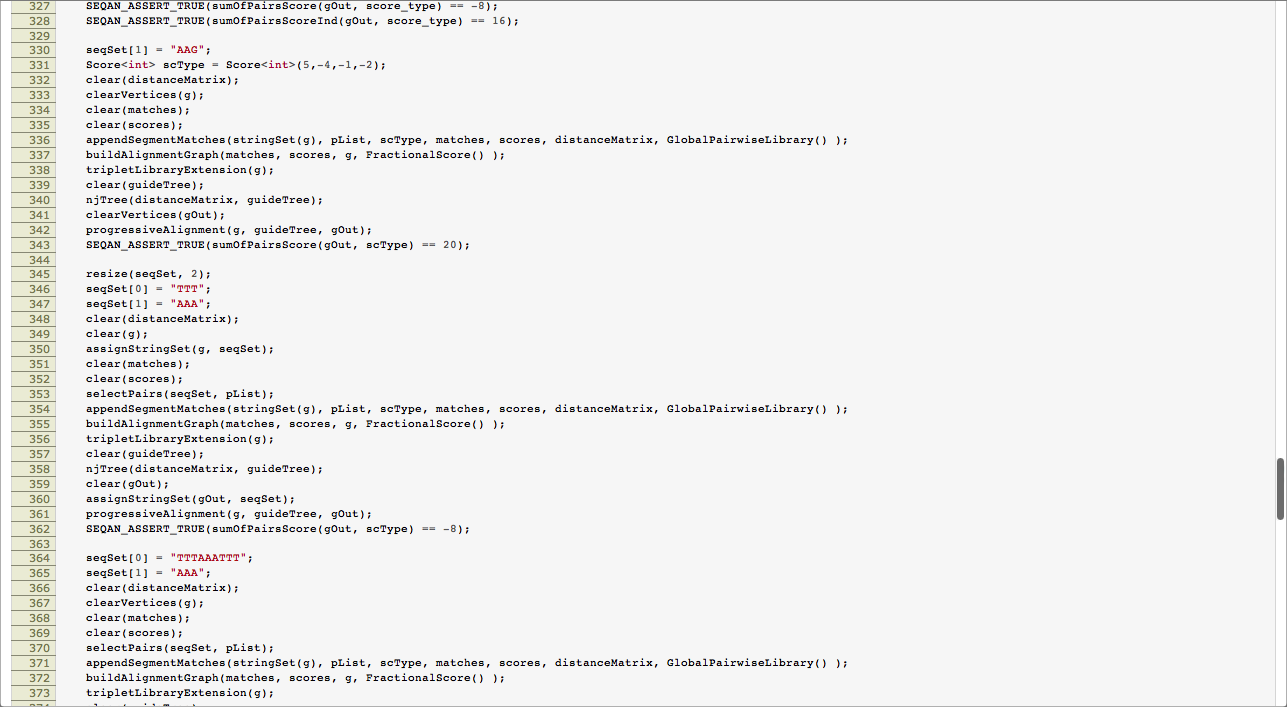 327 SEQAN_ASSERT_TRUE(sumOfPairsScore(gOut, score_type) == -8);
328 SEQAN_ASSERT_TRUE(sumOfPairsScoreInd(gOut, score_type) == 16);
329
330 seqSet[1] = "AAG";
331 Score<int> scType = Score<int>(5,-4,-1,-2);
332 clear(distanceMatrix);
333 clearVertices(g);
334 clear(matches);
335 clear(scores);
336 appendSegmentMatches(stringSet(g), pList, scType, matches, scores, distanceMatrix, GlobalPairwiseLibrary() );
337 buildAlignmentGraph(matches, scores, g, FractionalScore() );
338 tripletLibraryExtension(g);
339 clear(guideTree);
340 njTree(distanceMatrix, guideTree);
341 clearVertices(gOut);
342 progressiveAlignment(g, guideTree, gOut);
343 SEQAN_ASSERT_TRUE(sumOfPairsScore(gOut, scType) == 20);
344
345 resize(seqSet, 2);
346 seqSet[0] = "TTT";
347 seqSet[1] = "AAA";
348 clear(distanceMatrix);
349 clear(g);
350 assignStringSet(g, seqSet);
351 clear(matches);
352 clear(scores);
353 selectPairs(seqSet, pList);
354 appendSegmentMatches(stringSet(g), pList, scType, matches, scores, distanceMatrix, GlobalPairwiseLibrary() );
355 buildAlignmentGraph(matches, scores, g, FractionalScore() );
356 tripletLibraryExtension(g);
357 clear(guideTree);
358 njTree(distanceMatrix, guideTree);
359 clear(gOut);
360 assignStringSet(gOut, seqSet);
361 progressiveAlignment(g, guideTree, gOut);
362 SEQAN_ASSERT_TRUE(sumOfPairsScore(gOut, scType) == -8);
363
364 seqSet[0] = "TTTAAATTT";
365 seqSet[1] = "AAA";
366 clear(distanceMatrix);
367 clearVertices(g);
368 clear(matches);
369 clear(scores);
370 selectPairs(seqSet, pList);
371 appendSegmentMatches(stringSet(g), pList, scType, matches, scores, distanceMatrix, GlobalPairwiseLibrary() );
372 buildAlignmentGraph(matches, scores, g, FractionalScore() );
373 tripletLibraryExtension(g);